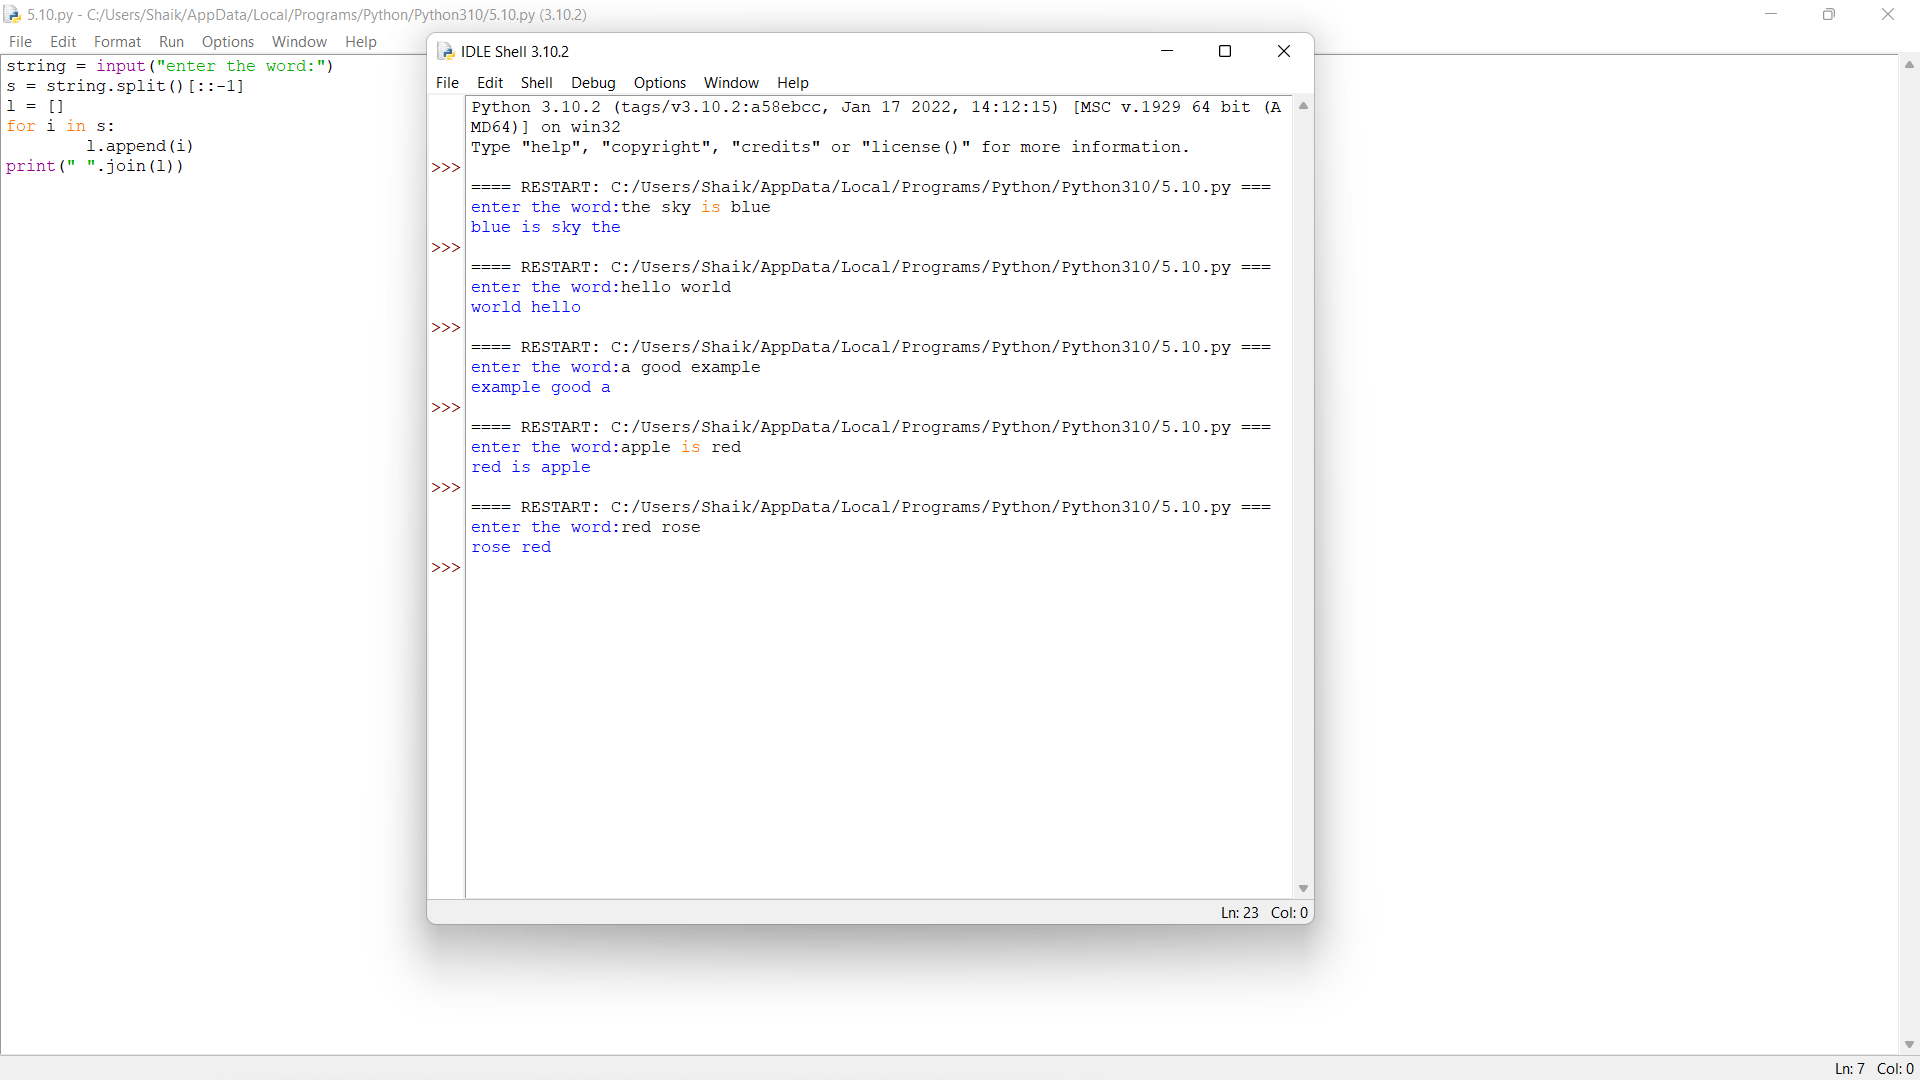 5.10.py - C:/Users/Shaik/AppData/Local/Programs/Python/Python310/5.10.py (3.10.2)
File Edit Format Run Options Window Help
string = input("enter the word:")
s = string.split()[::-1]
l = []
for i in s:
        l.append(i)
print(" ".join(l))
IDLE Shell 3.10.2
File Edit Shell Debug Options Window Help
Python 3.10.2 (tags/v3.10.2:a58ebcc, Jan 17 2022, 14:12:15) [MSC v.1929 64 bit (A
MD64)] on win32
Type "help", "copyright", "credits" or "license()" for more information.
>>>
==== RESTART: C:/Users/Shaik/AppData/Local/Programs/Python/Python310/5.10.py ===
enter the word:the sky is blue
blue is sky the
>>>
==== RESTART: C:/Users/Shaik/AppData/Local/Programs/Python/Python310/5.10.py ===
enter the word:hello world
world hello
>>>
==== RESTART: C:/Users/Shaik/AppData/Local/Programs/Python/Python310/5.10.py ===
enter the word:a good example
example good a
>>>
==== RESTART: C:/Users/Shaik/AppData/Local/Programs/Python/Python310/5.10.py ===
enter the word:apple is red
red is apple
>>>
==== RESTART: C:/Users/Shaik/AppData/Local/Programs/Python/Python310/5.10.py ===
enter the word:red rose
rose red
>>>
Ln: 23 Col: 0
Ln: 7 Col: 0